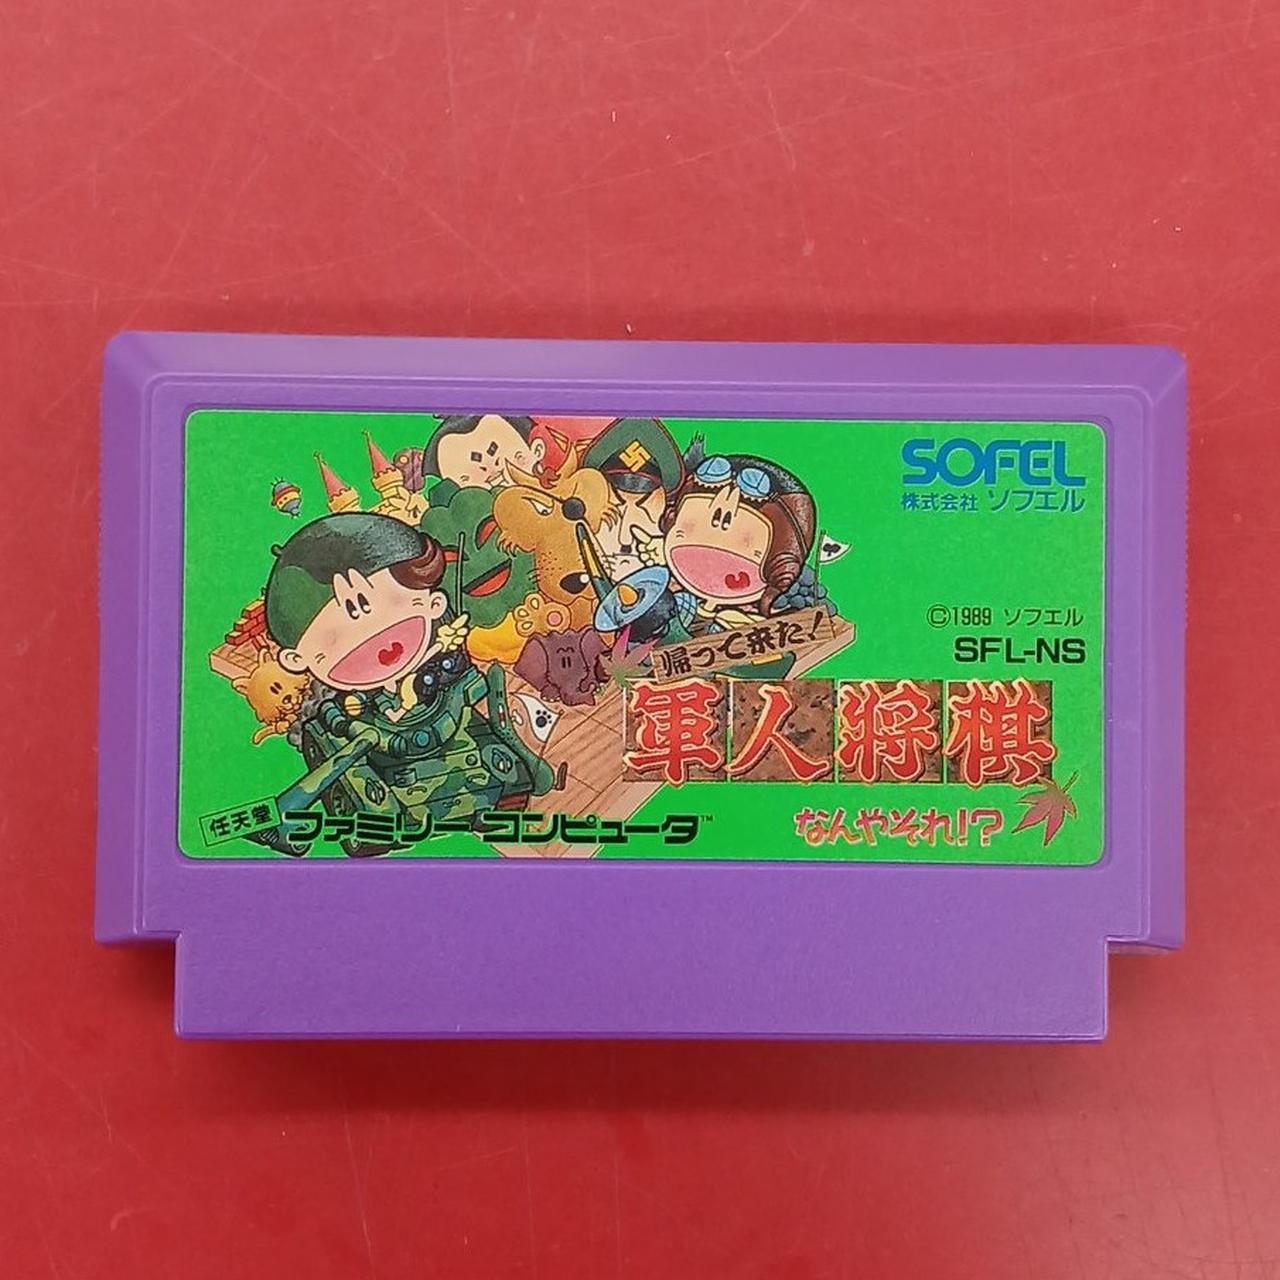 SOFEL
株式会社 ソフエル
©1989 ソフエル
SFL-NS
帰って来た!
軍人将棋
なんやそれ!?
任天堂 ファミリーコンピュータ™